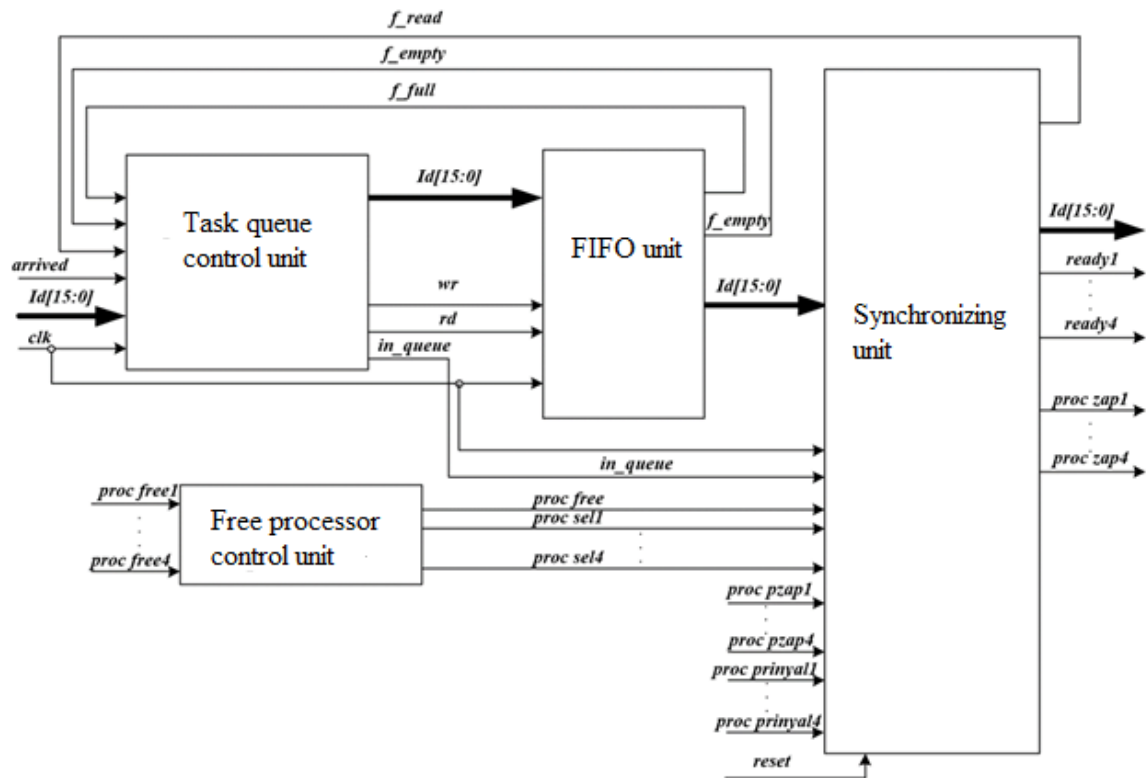 f_read
f_empty
f_full
Id[15:0]
Task queue
control unit
FIFO unit
f_empty
Id[15:0]
arrived
Id[15:0]
wr
Id[15:0]
ready1
rd
clk
in_queue
Synchronizing
unit
ready4
proc zap1
in_queue
proc zap4
proc free1
Free processor
control unit
proc free
proc sel1
proc free4
proc sel4
proc pzap1
proc pzap4
proc prinyal1
proc prinyal4
reset